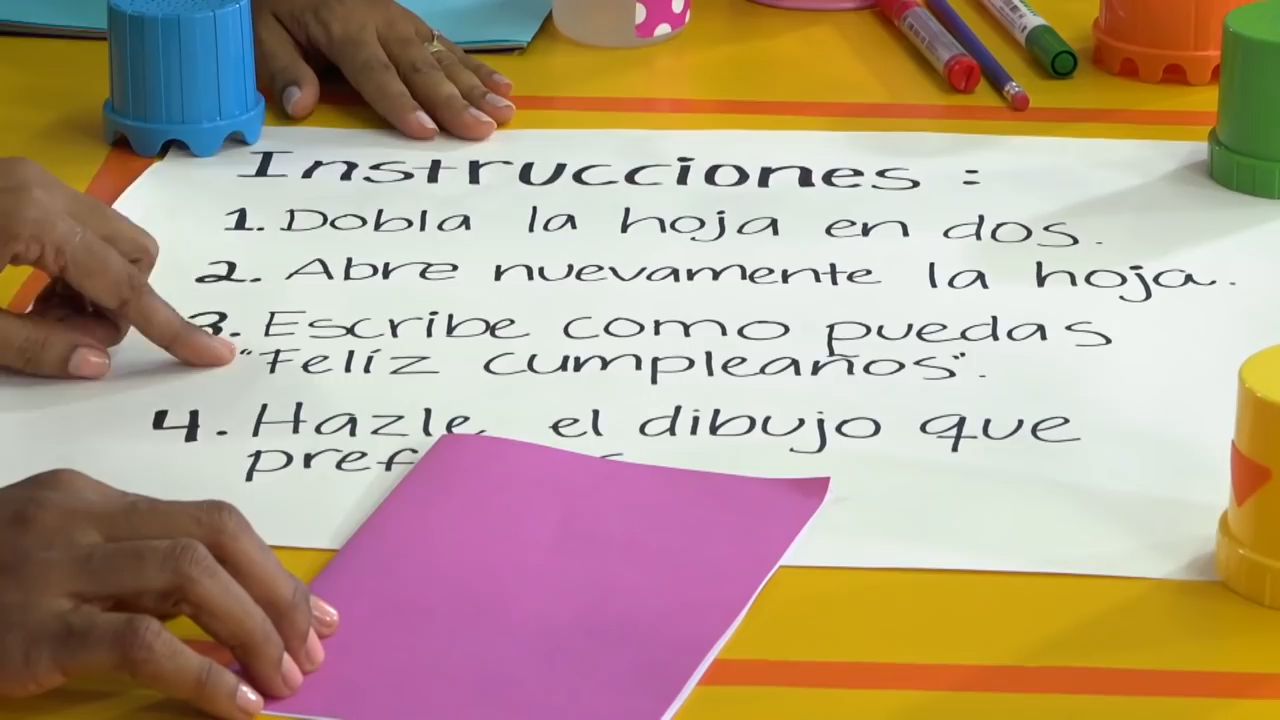 Instrucciones :
1. Dobla la hoja en dos.
2. Abre nuevamente la hoja.
3. Escribe como puedas
"Felíz cumpleaños".
4. Hazle el dibujo que